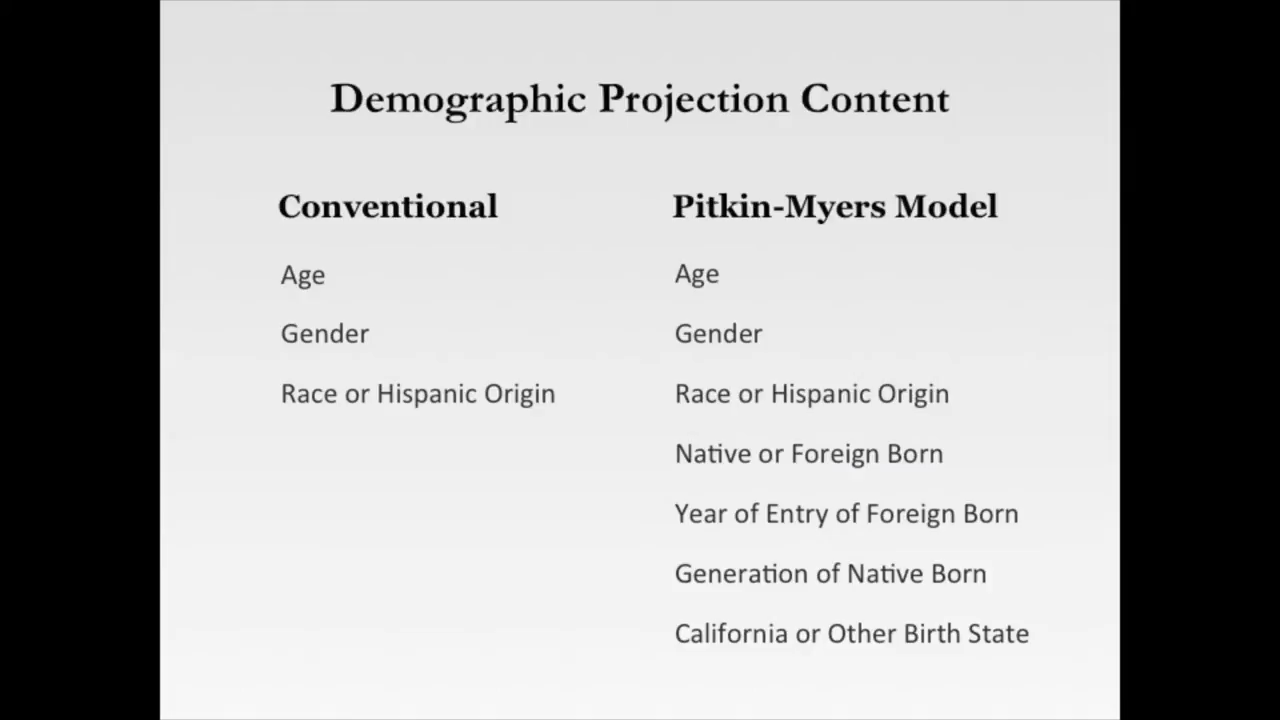 Demographic Projection Content
Conventional
Age
Gender
Race or Hispanic Origin
Pitkin-Myers Model
Age
Gender
Race or Hispanic Origin
Native or Foreign Born
Year of Entry of Foreign Born
Generation of Native Born
California or Other Birth State